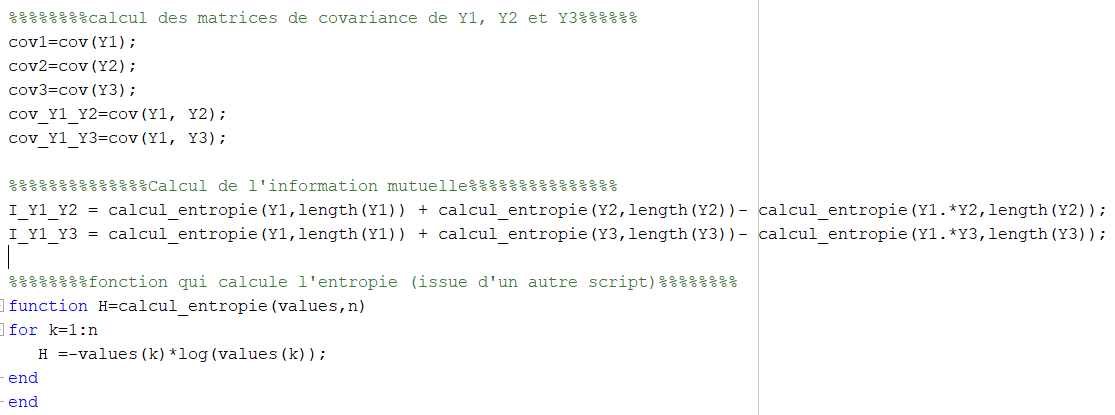 %%%%%%%%calcul des matrices de covariance de Y1, Y2 et Y3%%%%%%
cov1=cov(Y1);
cov2=cov(Y2);
cov3=cov(Y3);
cov_Y1_Y2=cov(Y1, Y2);
cov_Y1_Y3=cov(Y1, Y3);
%%%%%%%%%%%%%%Calcul de l'information mutuelle%%%%%%%%%%%%%%%
I_Y1_Y2 = calcul_entropie(Y1,length(Y1)) + calcul_entropie(Y2,length(Y2))- calcul_entropie(Y1.*Y2,length(Y2));
I_Y1_Y3 = calcul_entropie(Y1,length(Y1)) + calcul_entropie(Y3,length(Y3))- calcul_entropie(Y1.*Y3,length(Y3));
%%%%%%%%fonction qui calcule l'entropie (issue d'un autre script)%%%%%%%%
function H=calcul_entropie(values,n)
for k=1:n
   H =-values(k)*log(values(k));
end
end